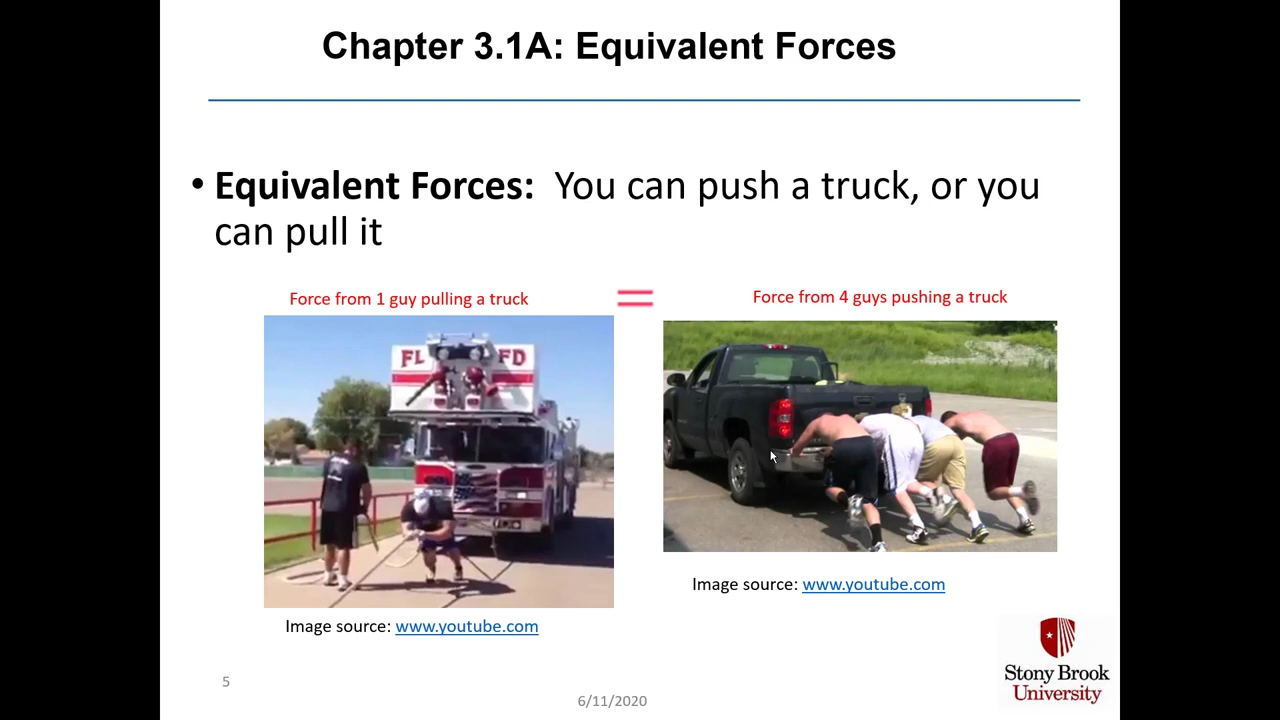 Chapter 3.1A: Equivalent Forces
• Equivalent Forces: You can push a truck, or you
can pull it
Force from 1 guy pulling a truck
=
Force from 4 guys pushing a truck
FL FD
Image source: www.youtube.com
Image source: www.youtube.com
5
6/11/2020
Stony Brook
University